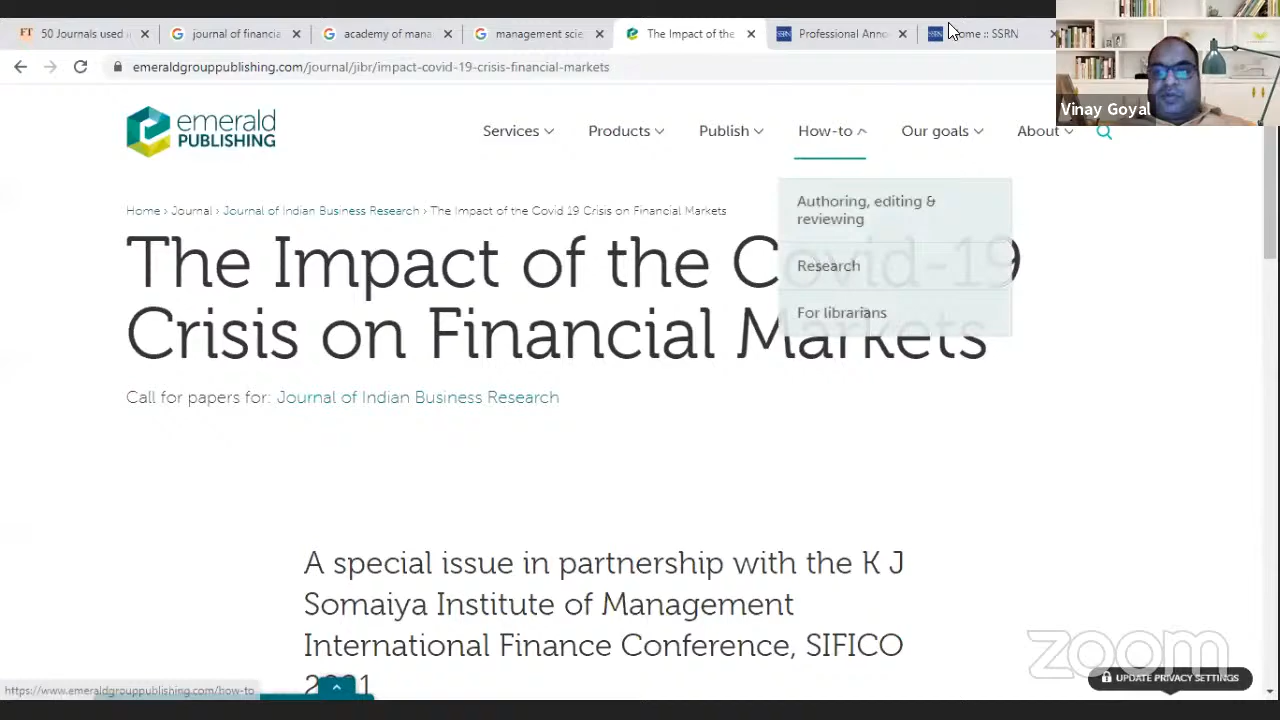 50 Journals used i
journal of financia
academy of mana
management scie
The Impact of the
Professional Anno
ome :: SSRN
emeraldgrouppublishing.com/journal/jibr/impact-covid-19-crisis-financial-markets
Vinay Goyal
emerald
PUBLISHING
Services
Products
Publish
How-to
Our goals
About
Authoring, editing &
reviewing
Research
For librarians
Home › Journal › Journal of Indian Business Research › The Impact of the Covid 19 Crisis on Financial Markets
The Impact of the Covid-19
Crisis on Financial Markets
Call for papers for: Journal of Indian Business Research
A special issue in partnership with the K J
Somaiya Institute of Management
International Finance Conference, SIFICO
2021
zoom
UPDATE PRIVACY SETTINGS
https://www.emeraldgrouppublishing.com/how-to